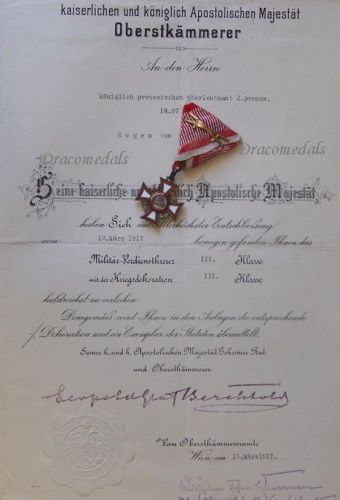 kaiserlichen und königlich Apostolischen Majestät
Oberstkämmerer
An den Herrn
königlich preussischen Oberleutnant d.preuss.
IR.97
Eugen von
Dracomedals Dracomedals
Seine kaiserliche und königlich Apostolische Majestät
haben Sich mit Allerhöchster Entschließung
vom 13.März 1917 bewogen gefunden Ihnen das
Militär-Verdienstkreuz III. Klasse
mit der Kriegsdekoration III. Klasse
huldreichst zu verleihen.
Demgemäß wird Ihnen in den Anlagen die entsprechende
Dekoration und ein Exemplar der Statuten übermittelt.
Seiner k. und k. Apostolischen Majestät Geheimer Rat
und Oberstkämmerer:
Leopold Graf Berchtold
Vom Oberstkämmereramte
Wien, am 13.März 1917.